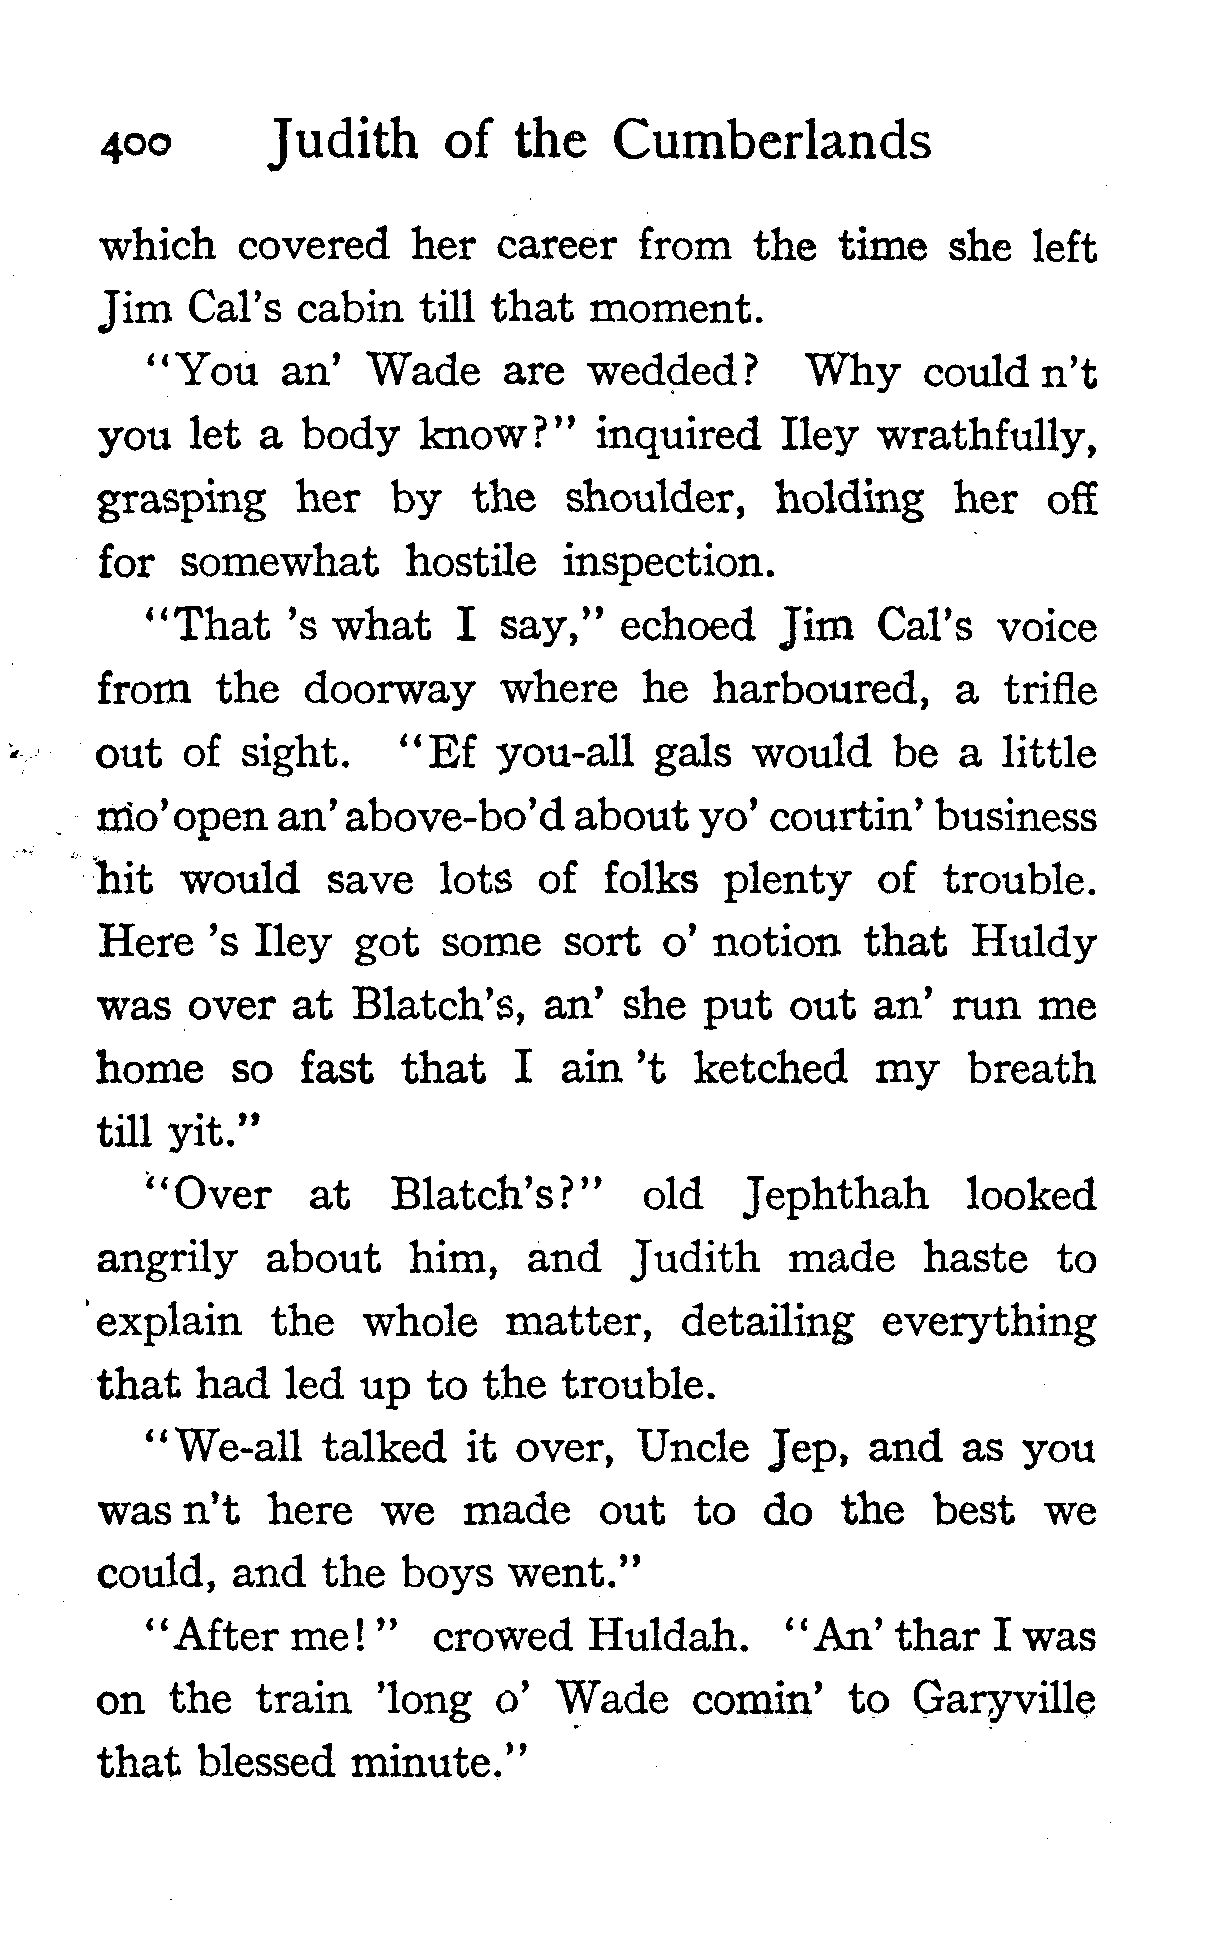 400 Judith of the Cumberlands
which covered her career from the time she left
Jim Cal's cabin till that moment.
"You an' Wade are wedded? Why could n't
you let a body know?" inquired Iley wrathfully,
grasping her by the shoulder, holding her off
for somewhat hostile inspection.
"That 's what I say," echoed Jim Cal's voice
from the doorway where he harboured, a trifle
out of sight. "Ef you-all gals would be a little
mo' open an' above-bo'd about yo' courtin' business
hit would save lots of folks plenty of trouble.
Here 's Iley got some sort o' notion that Huldy
was over at Blatch's, an' she put out an' run me
home so fast that I ain 't ketched my breath
till yit."
"Over at Blatch's?" old Jephthah looked
angrily about him, and Judith made haste to
explain the whole matter, detailing everything
that had led up to the trouble.
"We-all talked it over, Uncle Jep, and as you
was n't here we made out to do the best we
could, and the boys went."
"After me!" crowed Huldah. "An' thar I was
on the train 'long o' Wade comin' to Garyville
that blessed minute."